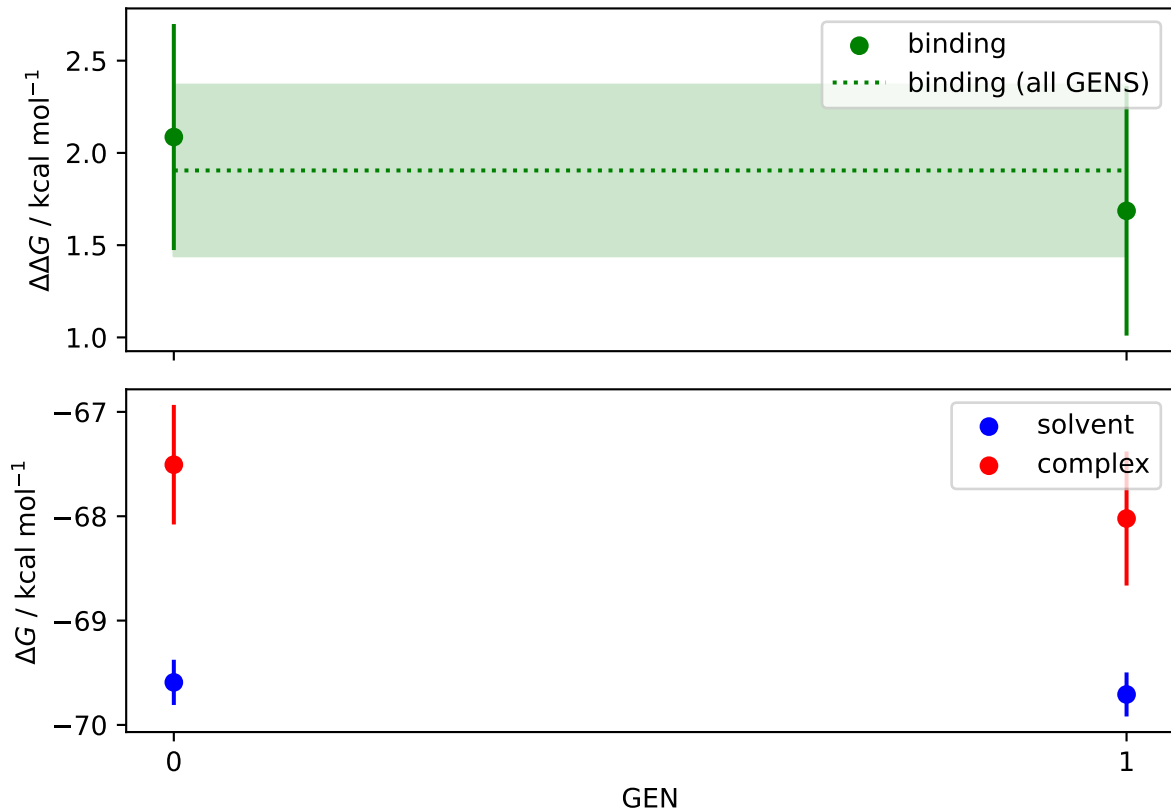 2.5
2.0
1.5
1.0
ΔΔG / kcal mol⁻¹
binding
binding (all GENS)
−67
−68
−69
−70
ΔG / kcal mol⁻¹
solvent
complex
0
1
GEN